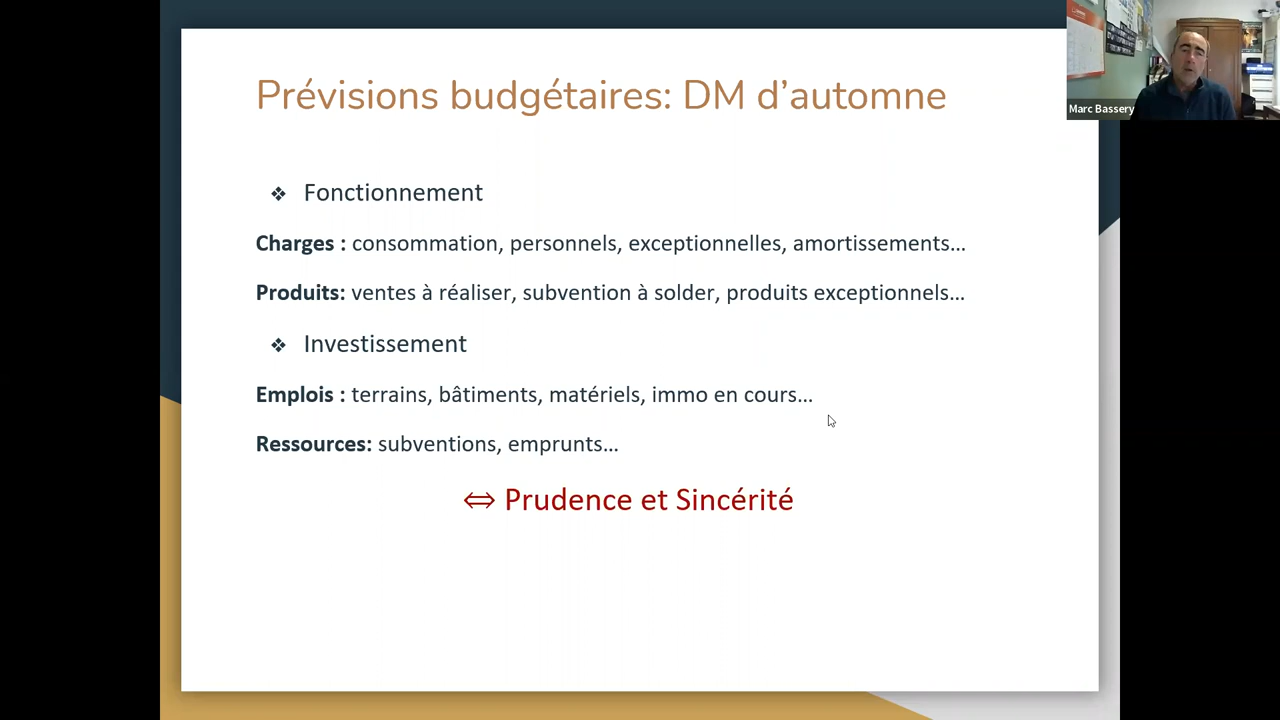 Prévisions budgétaires: DM d’automne
❖ Fonctionnement
Charges : consommation, personnels, exceptionnelles, amortissements…
Produits: ventes à réaliser, subvention à solder, produits exceptionnels…
❖ Investissement
Emplois : terrains, bâtiments, matériels, immo en cours…
Ressources: subventions, emprunts…
⇔ Prudence et Sincérité
Marc Bassery